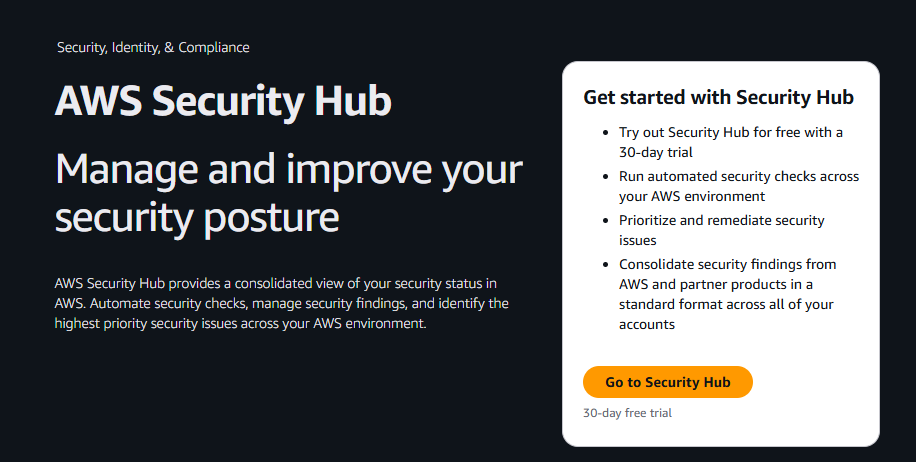 Security, Identity, & Compliance
AWS Security Hub
Manage and improve your
security posture
AWS Security Hub provides a consolidated view of your security status in
AWS. Automate security checks, manage security findings, and identify the
highest priority security issues across your AWS environment.
Get started with Security Hub
• Try out Security Hub for free with a
30-day trial
• Run automated security checks across
your AWS environment
• Prioritize and remediate security
issues
• Consolidate security findings from
AWS and partner products in a
standard format across all of your
accounts
Go to Security Hub
30-day free trial